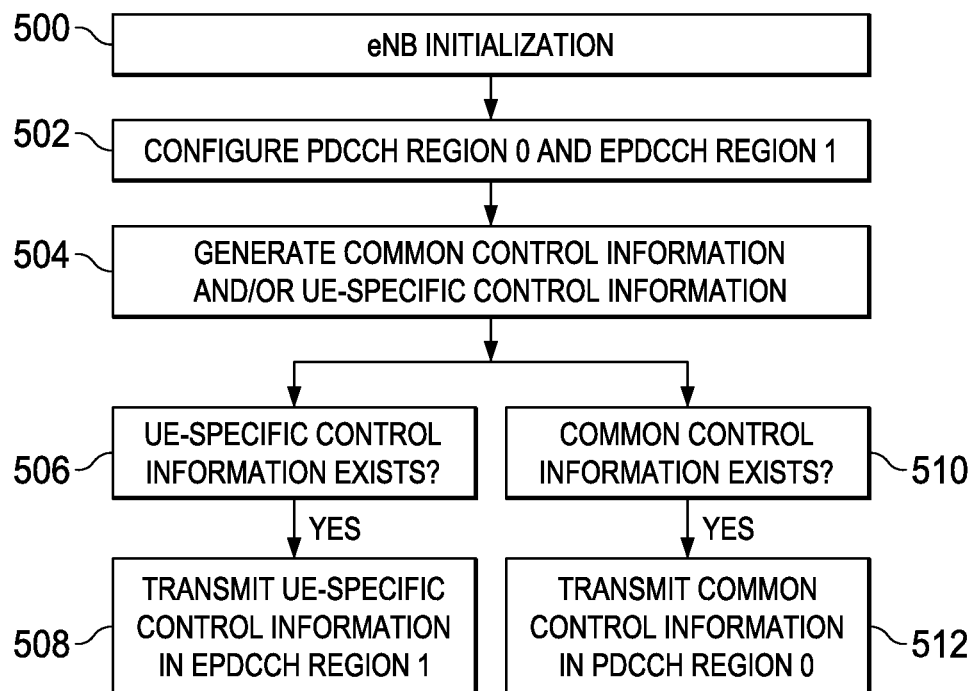 500
eNB INITIALIZATION
502
CONFIGURE PDCCH REGION 0 AND EPDCCH REGION 1
504
GENERATE COMMON CONTROL INFORMATION
AND/OR UE-SPECIFIC CONTROL INFORMATION
506
UE-SPECIFIC CONTROL
INFORMATION EXISTS?
COMMON CONTROL
INFORMATION EXISTS?
510
YES
YES
508
TRANSMIT UE-SPECIFIC
CONTROL INFORMATION
IN EPDCCH REGION 1
TRANSMIT COMMON
CONTROL INFORMATION
IN PDCCH REGION 0
512